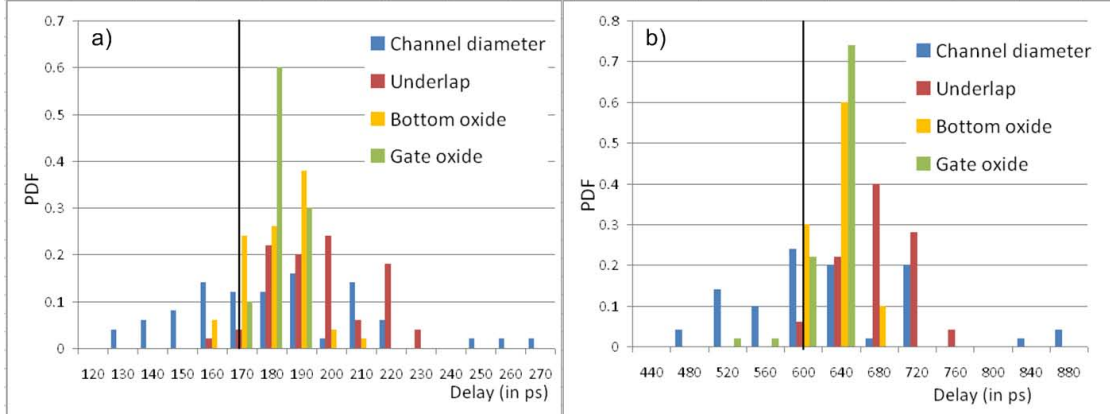 a)
0.7
0.6
0.5
0.4
0.3
0.2
0.1
0
PDF
Channel diameter
Underlap
Bottom oxide
Gate oxide
120 130 140 150 160 170 180 190 200 210 220 230 240 250 260 270
Delay (in ps)
b)
0.8
0.7
0.6
0.5
0.4
0.3
0.2
0.1
0
PDF
Channel diameter
Underlap
Bottom oxide
Gate oxide
440 480 520 560 600 640 680 720 760 800 840 880
Delay (in ps)